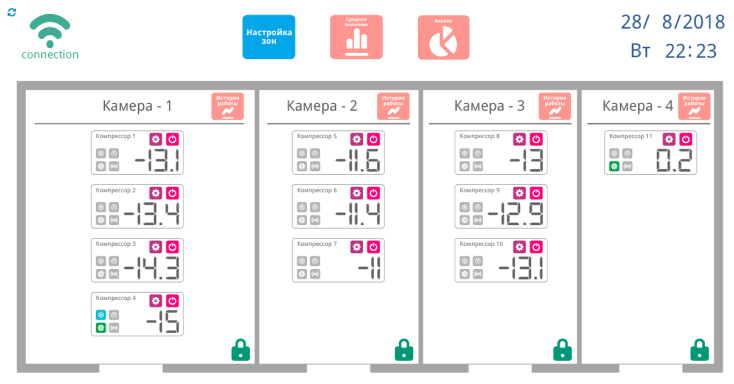 connection
Настройка
зон
Средние
значения
Анализ
28/ 8/2018
Вт 22:23
Камера - 1
История
работы
Компрессор 1
-13.1
Компрессор 2
-13.4
Компрессор 3
-14.3
Компрессор 4
-15
Камера - 2
История
работы
Компрессор 5
-11.6
Компрессор 6
-11.4
Компрессор 7
-11
Камера - 3
История
работы
Компрессор 8
-13
Компрессор 9
-12.9
Компрессор 10
-13.1
Камера - 4
История
работы
Компрессор 11
0.2